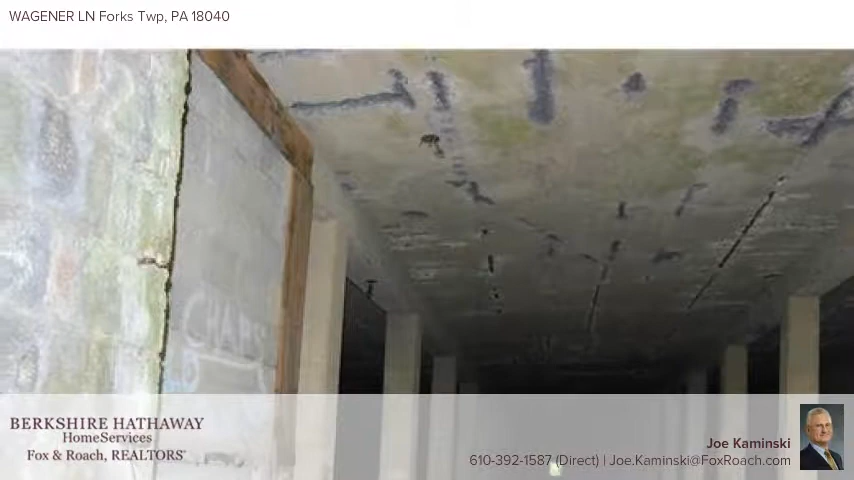 WAGENER LN Forks Twp, PA 18040
CHAMS
BERKSHIRE HATHAWAY
HomeServices
Fox & Roach, REALTORS®
Joe Kaminski
610-392-1587 (Direct) | Joe.Kaminski@FoxRoach.com